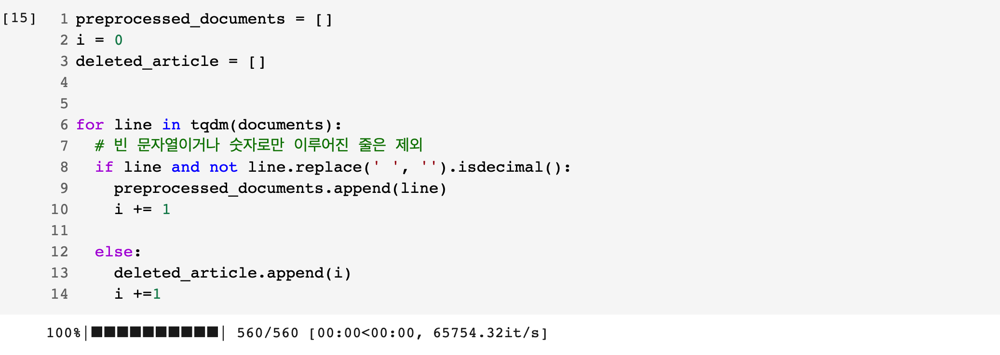 [15] 1 preprocessed_documents = []
2 i = 0
3 deleted_article = []
4
5
6 for line in tqdm(documents):
7 # 빈 문자열이거나 숫자로만 이루어진 줄은 제외
8 if line and not line.replace(' ', '').isdecimal():
9 preprocessed_documents.append(line)
10 i += 1
11
12 else:
13 deleted_article.append(i)
14 i +=1
100%|██████████| 560/560 [00:00<00:00, 65754.32it/s]